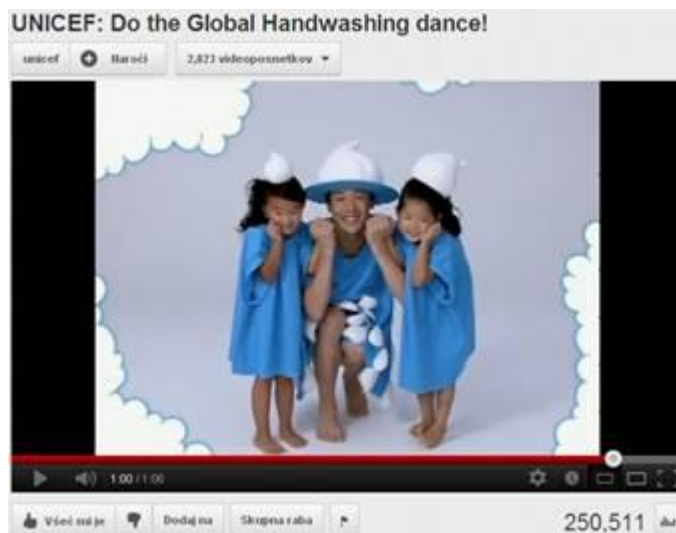 UNICEF: Do the Global Handwashing dance!
unicef Naroči 2,823 videoposnetkov
1:00 / 1:00
Všeč mi je Dodaj na Skupna raba
250,511